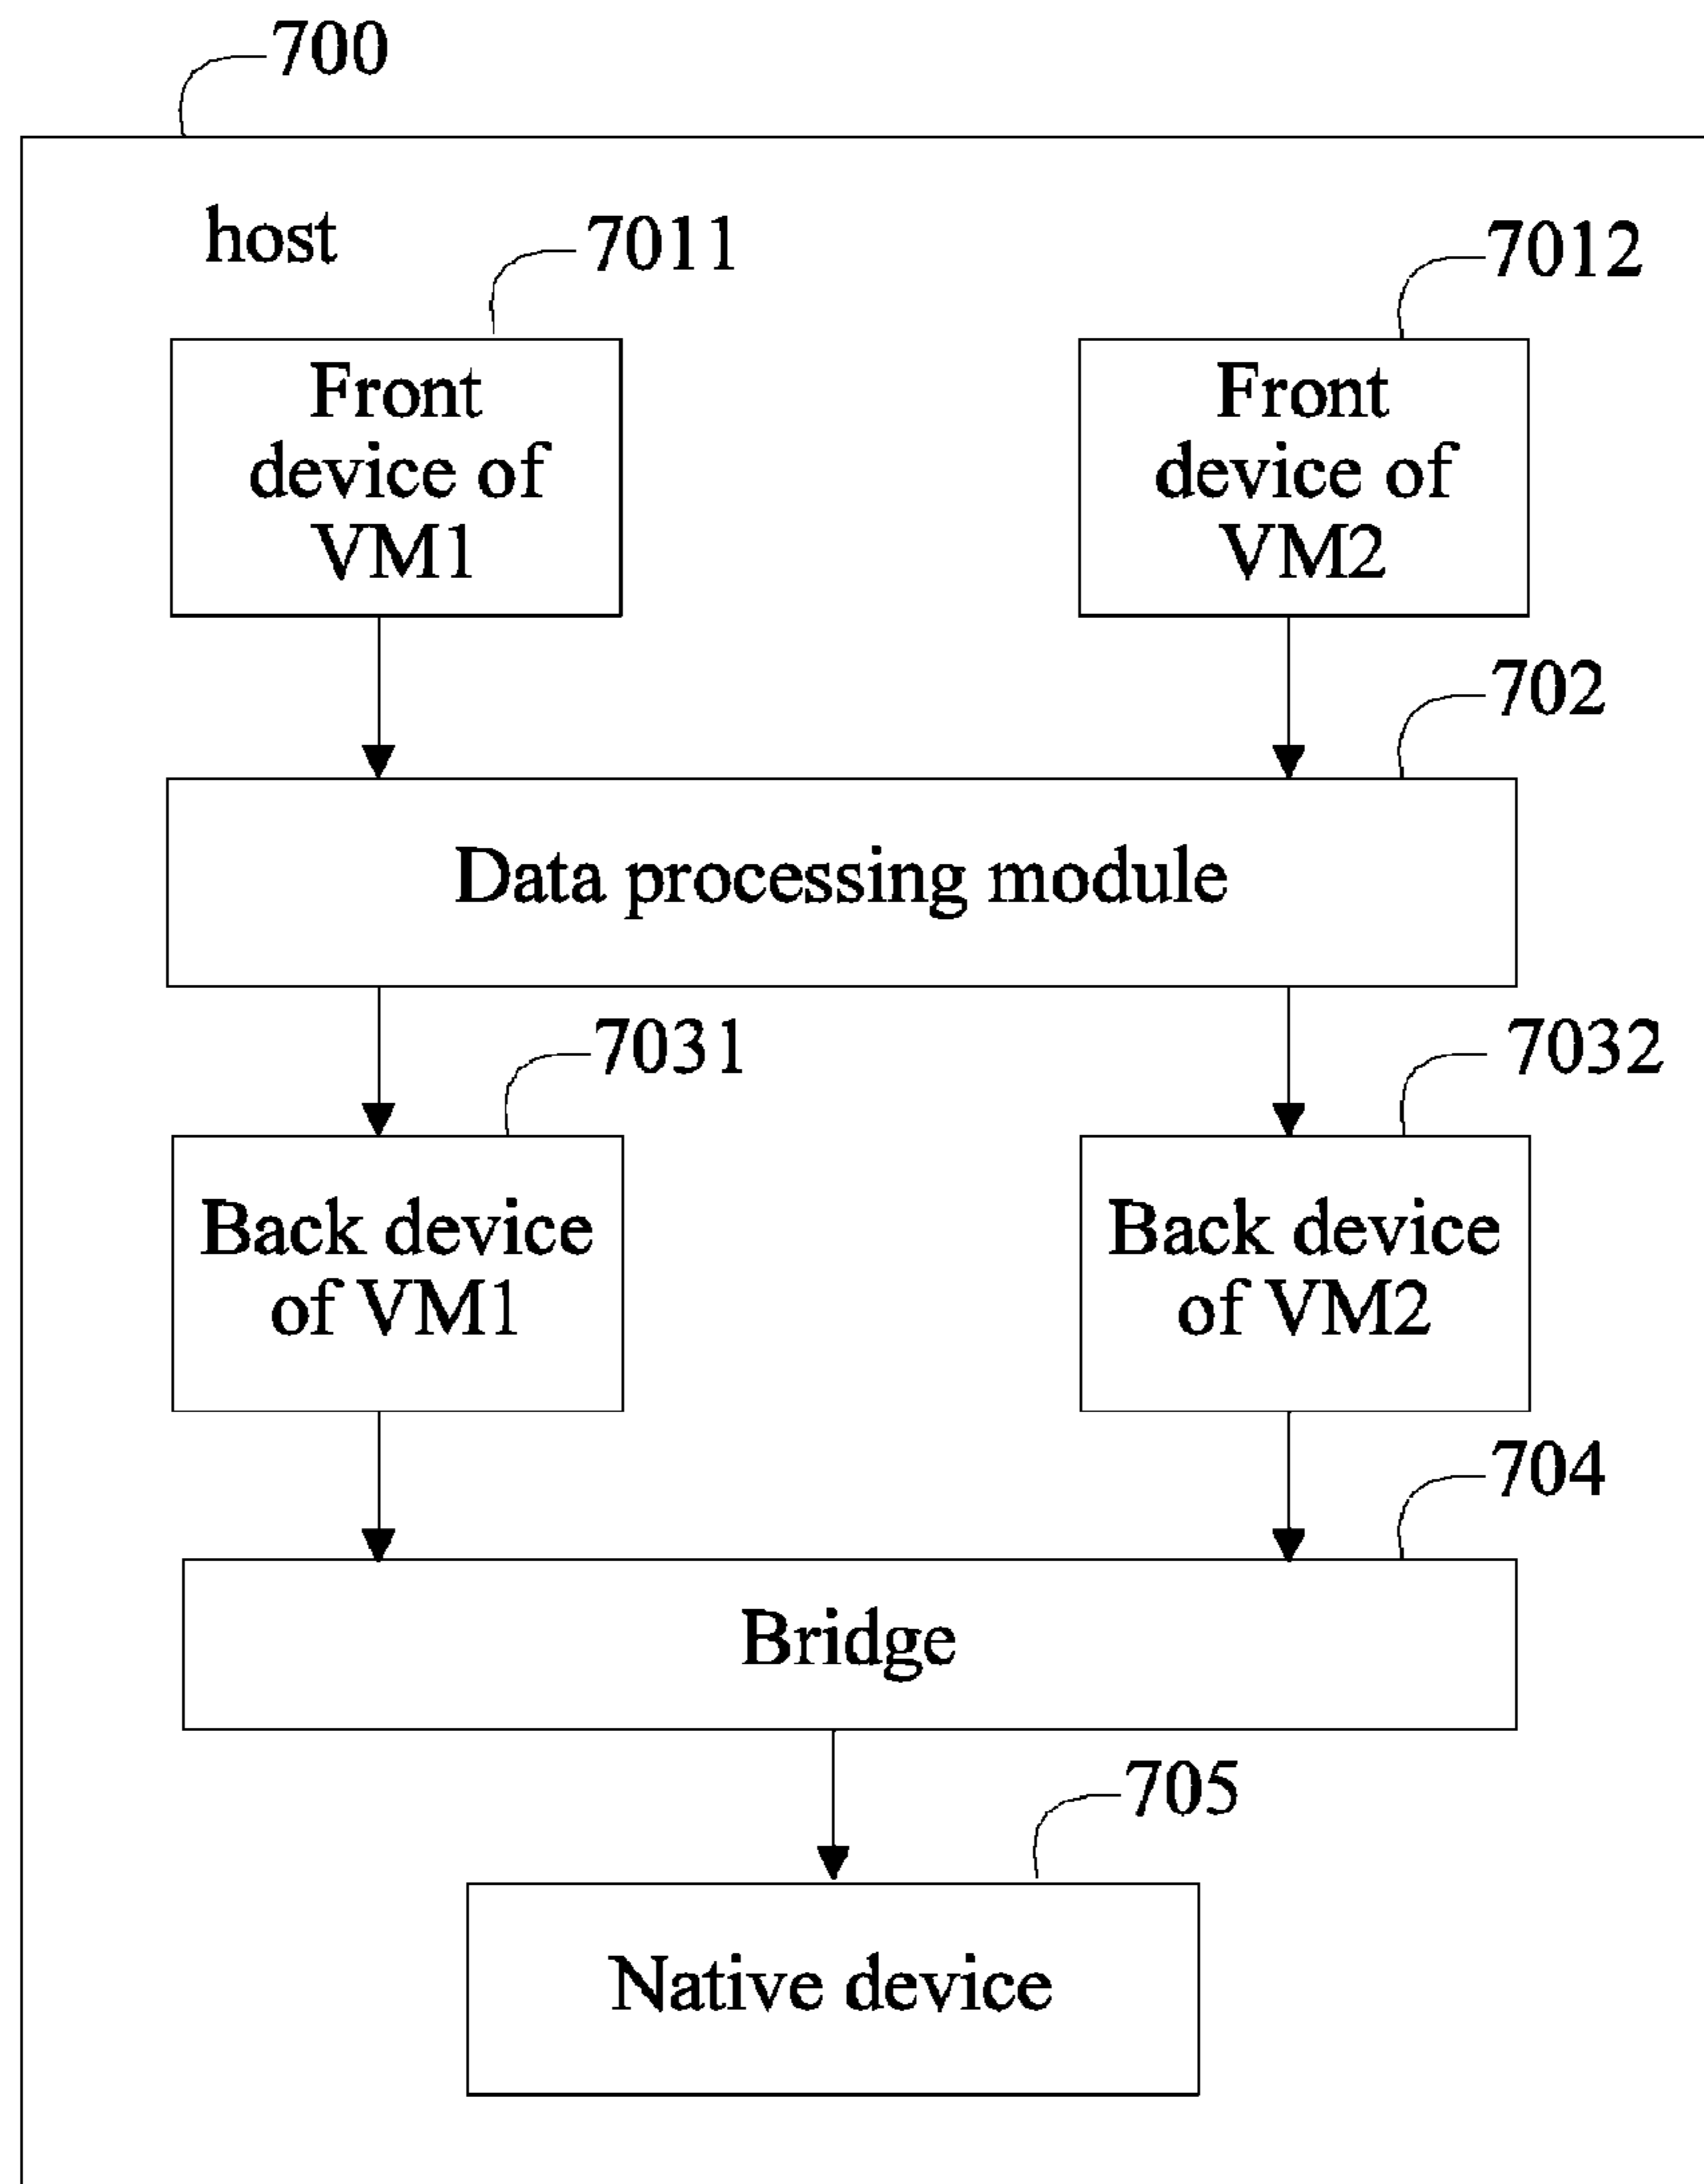 700
host
7011
7012
Front
device of
VM1
Front
device of
VM2
702
Data processing module
7031
7032
Back device
of VM1
Back device
of VM2
704
Bridge
705
Native device